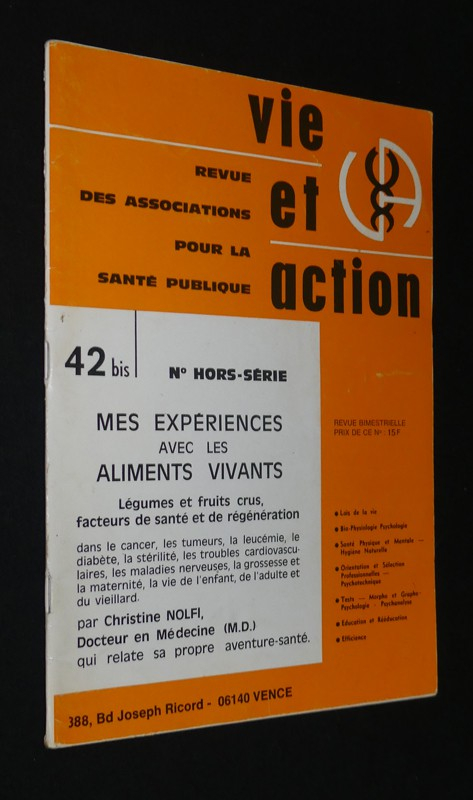 vie
et
action
REVUE
DES ASSOCIATIONS
POUR LA
SANTÉ PUBLIQUE
42 bis
N° HORS-SÉRIE
MES EXPÉRIENCES
AVEC LES
ALIMENTS VIVANTS
Légumes et fruits crus,
facteurs de santé et de régénération
dans le cancer, les tumeurs, la leucémie, le
diabète, la stérilité, les troubles cardiovascu-
laires, les maladies nerveuses, la grossesse et
la maternité, la vie de l'enfant, de l'adulte et
du vieillard.
par Christine NOLFI,
Docteur en Médecine (M.D.)
qui relate sa propre aventure-santé.
REVUE BIMESTRIELLE
PRIX DE CE N° : 15 F
● Lois de la vie
● Bio-Physiologie Psychologie
● Santé Physique et Mentale —
Hygiène Naturelle
● Orientation et Sélection
Professionnelles —
Psychotechnique
● Tests — Morpho et Grapho-
Psychologie - Psychanalyse
● Éducation et Rééducation
● Efficience
388, Bd Joseph Ricord - 06140 VENCE